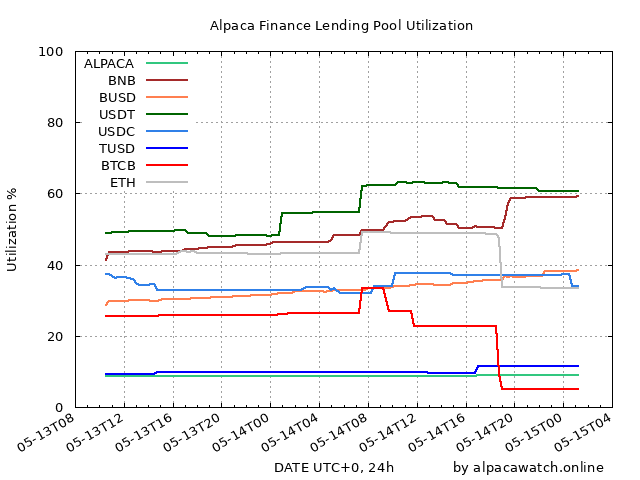 Alpaca Finance Lending Pool Utilization
100
80
60
40
20
0
Utilization %
ALPACA
BNB
BUSD
USDT
USDC
TUSD
BTCB
ETH
05-13T08
05-13T12
05-13T16
05-13T20
05-14T00
05-14T04
05-14T08
05-14T12
05-14T16
05-14T20
05-15T00
05-15T04
DATE UTC+0, 24h
by alpacawatch.online